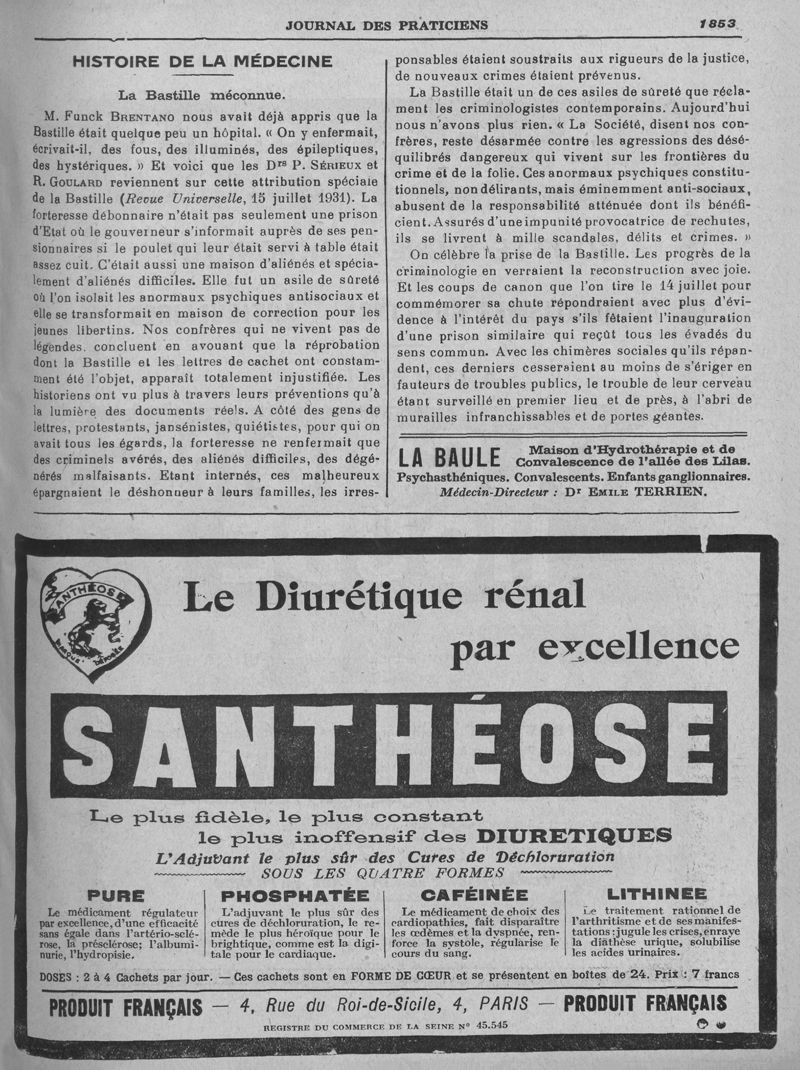 JOURNAL DES PRATICIENS
1853
HISTOIRE DE LA MÉDECINE
La Bastille méconnue.
M. Funck BRENTANO nous avait déjà appris que la
Bastille était quelque peu un hôpital. « On y enfermait,
écrivait-il, des fous, des illuminés, des épileptiques,
des hystériques. » Et voici que les Drs P. SÉRIEUX et
R. GOULARD reviennent sur cette attribution spéciale
de la Bastille (Revue Universelle, 15 juillet 1931). La
forteresse débonnaire n'était pas seulement une prison
d'Etat où le gouverneur s'informait auprès de ses pen-
sionnaires si le poulet qui leur était servi à table était
assez cuit. C'était aussi une maison d'aliénés et spécia-
lement d'aliénés difficiles. Elle fut un asile de sûreté
où l'on isolait les anormaux psychiques antisociaux et
elle se transformait en maison de correction pour les
jeunes libertins. Nos confrères qui ne vivent pas de
légendes, concluent en avouant que la réprobation
dont la Bastille et les lettres de cachet ont constam-
ment été l'objet, apparaît totalement injustifiée. Les
historiens ont vu plus à travers leurs préventions qu'à
la lumière des documents réels. A côté des gens de
lettres, protestants, jansénistes, quiétistes, pour qui on
avait tous les égards, la forteresse ne renfermait que
des criminels avérés, des aliénés difficiles, des dégé-
nérés malfaisants. Etant internés, ces malheureux
épargnaient le déshonneur à leurs familles, les irres-
ponsables étaient soustraits aux rigueurs de la justice,
de nouveaux crimes étaient prévenus.
La Bastille était un de ces asiles de sûreté que récla-
ment les criminologistes contemporains. Aujourd'hui
nous n'avons plus rien. « La Société, disent nos con-
frères, reste désarmée contre les agressions des désé-
quilibrés dangereux qui vivent sur les frontières du
crime et de la folie. Ces anormaux psychiques constitu-
tionnels, non délirants, mais éminemment anti-sociaux,
abusent de la responsabilité atténuée dont ils bénéfi-
cient. Assurés d'une impunité provocatrice de rechutes,
ils se livrent à mille scandales, délits et crimes. »
On célèbre la prise de la Bastille. Les progrès de la
criminologie en verraient la reconstruction avec joie.
Et les coups de canon que l'on tire le 14 juillet pour
commémorer sa chute répondraient avec plus d'évi-
dence à l'intérêt du pays s'ils fêtaient l'inauguration
d'une prison similaire qui reçût tous les évadés du
sens commun. Avec les chimères sociales qu'ils répan-
dent, ces derniers cesseraient au moins de s'ériger en
fauteurs de troubles publics, le trouble de leur cerveau
étant surveillé en premier lieu et de près, à l'abri de
murailles infranchissables et de portes géantes.
LA BAULE Maison d'Hydrothérapie et de
Convalescence de l'allée des Lilas.
Psychasthéniques. Convalescents. Enfants ganglionnaires.
Médecin-Directeur : Dr EMILE TERRIEN.
SANTHÉOSE
MARQUE DÉPOSÉE
Le Diurétique rénal
par excellence
SANTHÉOSE
Le plus fidèle, le plus constant
le plus inoffensif des DIURETIQUES
L'Adjuvant le plus sûr des Cures de Déchloruration
SOUS LES QUATRE FORMES
PURE
Le médicament régulateur
par excellence, d'une efficacité
sans égale dans l'artério-sclé-
rose, la présclérose; l'albumi-
nurie, l'hydropisie.
PHOSPHATÉE
L'adjuvant le plus sûr des
cures de déchloruration, le re-
mède le plus héroïque pour le
brightique, comme est la digi-
tale pour le cardiaque.
CAFÉINÉE
Le médicament de choix des
cardiopathies, fait disparaître
les œdèmes et la dyspnée, ren-
force la systole, régularise le
cours du sang.
LITHINEE
Le traitement rationnel de
l'arthritisme et de ses manifes-
tations : jugule les crises, enraye
la diathèse urique, solubilise
les acides urinaires.
DOSES : 2 à 4 Cachets par jour. — Ces cachets sont en FORME DE CŒUR et se présentent en boîtes de 24. Prix : 7 francs
PRODUIT FRANÇAIS — 4, Rue du Roi-de-Sicile, 4, PARIS — PRODUIT FRANÇAIS
REGISTRE DU COMMERCE DE LA SEINE No 45.545